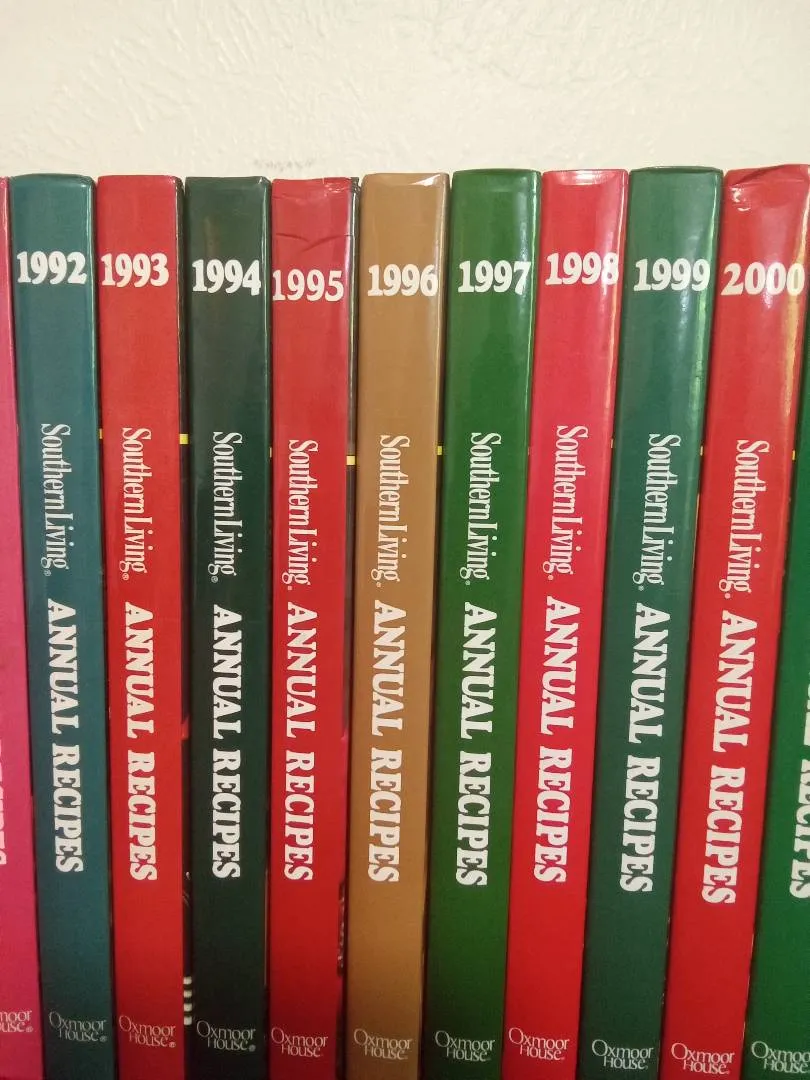 1992
Southern Living®
ANNUAL RECIPES
Oxmoor
House®
1993
Southern Living®
ANNUAL RECIPES
Oxmoor
House®
1994
Southern Living®
ANNUAL RECIPES
Oxmoor
House®
1995
Southern Living®
ANNUAL RECIPES
Oxmoor
House
1996
Southern Living®
ANNUAL RECIPES
Oxmoor
House
1997
Southern Living®
ANNUAL RECIPES
Oxmoor
House
1998
Southern Living®
ANNUAL RECIPES
Oxmoor
House
1999
Southern Living®
ANNUAL RECIPES
Oxmoor
House
2000
Southern Living®
ANNUAL RECIPES
Oxmoor
House
RECIPES
Oxmoor
House